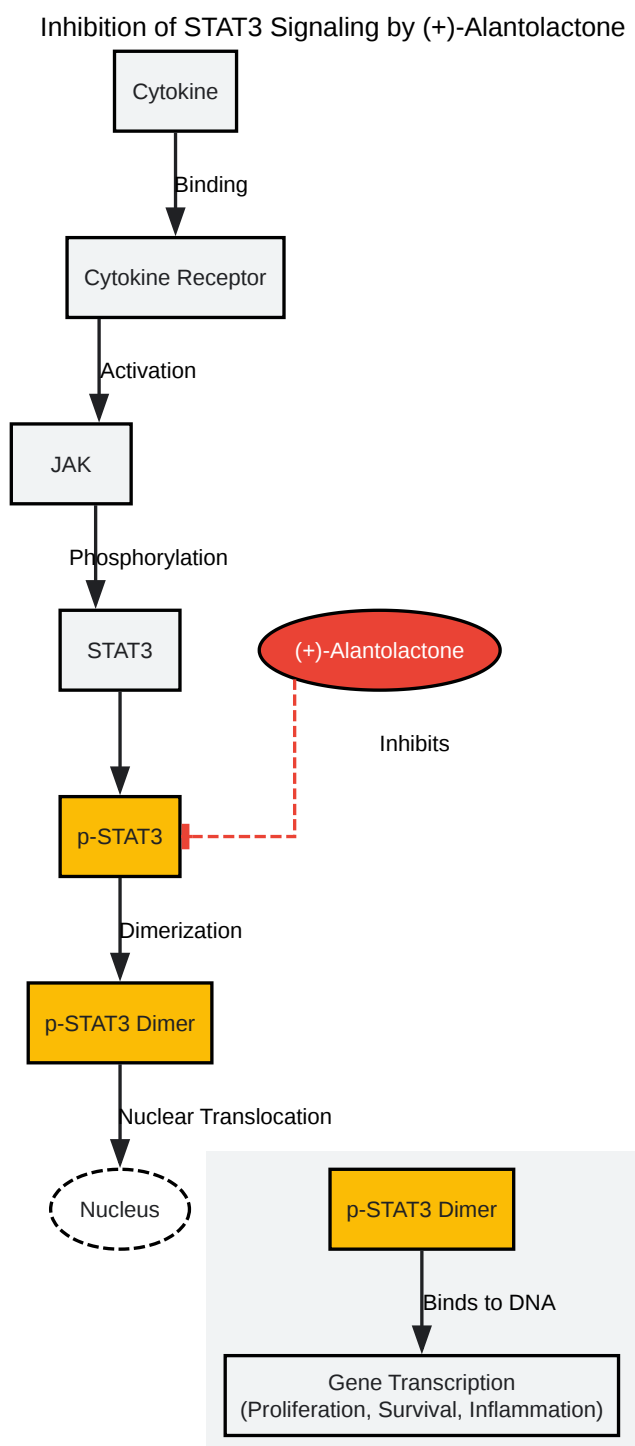 Inhibition of STAT3 Signaling by (+)-Alantolactone
Cytokine
Binding
Cytokine Receptor
Activation
JAK
Phosphorylation
STAT3
(+)-Alantolactone
Inhibits
p-STAT3
Dimerization
p-STAT3 Dimer
Nuclear Translocation
Nucleus
p-STAT3 Dimer
Binds to DNA
Gene Transcription
(Proliferation, Survival, Inflammation)